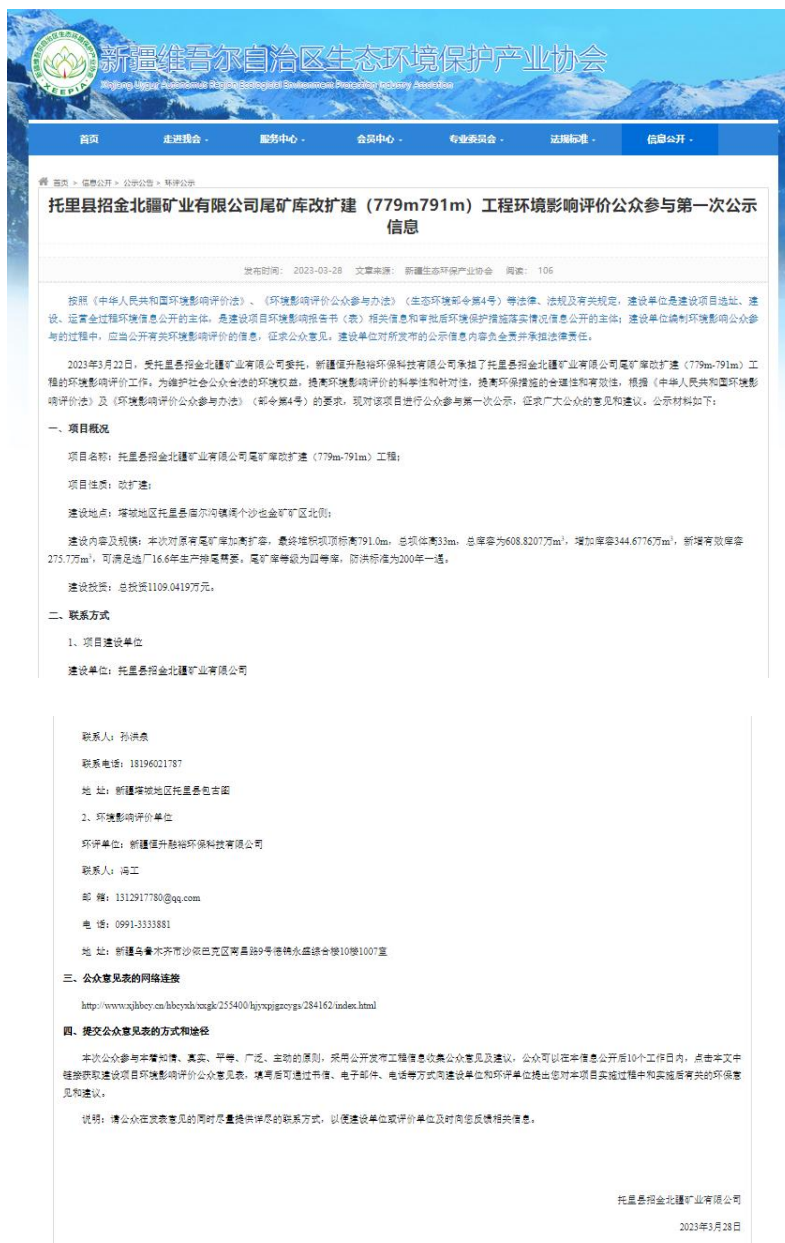 新疆维吾尔自治区生态环境保护产业协会
Xinjiang Uygur Autonomous Region Ecological Environment Protection Industry Association
XEEPIA
首页 走进我会 服务中心 会员中心 专业委员会 法规标准 信息公开
首页 > 信息公开 > 公示公告 > 环评公示
托里县招金北疆矿业有限公司尾矿库改扩建（779m791m）工程环境影响评价公众参与第一次公示
信息
发布时间： 2023-03-28 文章来源： 新疆生态环保产业协会 阅读： 106
按照《中华人民共和国环境影响评价法》、《环境影响评价公众参与办法》（生态环境部令第4号）等法律、法规及有关规定，建设单位是建设项目选址、建
设、运营全过程环境信息公开的主体，是建设项目环境影响报告书（表）相关信息和审批后环境保护措施落实情况信息公开的主体；建设单位编制环境影响公众参
与的过程中，应当公开有关环境影响评价的信息，征求公众意见。建设单位对所发布的公示信息内容负全责并承担法律责任。
2023年3月22日，受托里县招金北疆矿业有限公司委托，新疆恒升融裕环保科技有限公司承担了托里县招金北疆矿业有限公司尾矿库改扩建（779m-791m）工
程的环境影响评价工作。为维护社会公众合法的环境权益，提高环境影响评价的科学性和针对性，提高环保措施的合理性和有效性，根据《中华人民共和国环境影
响评价法》及《环境影响评价公众参与办法》（部令第4号）的要求，现对该项目进行公众参与第一次公示，征求广大公众的意见和建议。公示材料如下：
一、项目概况
项目名称：托里县招金北疆矿业有限公司尾矿库改扩建（779m-791m）工程；
项目性质：改扩建；
建设地点：塔城地区托里县庙尔沟镇阔个沙也金矿矿区北侧；
建设内容及规模：本次对原有尾矿库加高扩容，最终堆积坝顶标高791.0m，总坝体高33m，总库容为608.8207万m³，增加库容344.6776万m³，新增有效库容
275.7万m³，可满足选厂16.6年生产排尾需要。尾矿库等级为四等库，防洪标准为200年一遇。
建设投资：总投资1109.0419万元。
二、联系方式
1、项目建设单位
建设单位：托里县招金北疆矿业有限公司
联系人：孙洪泉
联系电话：18196021787
地 址：新疆塔城地区托里县包古图
2、环境影响评价单位
环评单位：新疆恒升融裕环保科技有限公司
联系人：冯工
邮 箱：1312917780@qq.com
电 话：0991-3333881
地 址：新疆乌鲁木齐市沙依巴克区南昌路9号德锦永盛综合楼10楼1007室
三、公众意见表的网络连接
http://www.xjhbcy.cn/hbcyxh/xxgk/255400/hjyxpjgzcygs/284162/index.html
四、提交公众意见表的方式和途径
本次公众参与本着知情、真实、平等、广泛、主动的原则，采用公开发布工程信息收集公众意见及建议，公众可以在本信息公开后10个工作日内，点击本文中
链接获取建设项目环境影响评价公众意见表，填写后可通过书信、电子邮件、电话等方式向建设单位和环评单位提出您对本项目实施过程中和实施后有关的环保意
见和建议。
说明：请公众在发表意见的同时尽量提供详尽的联系方式，以便建设单位或评价单位及时向您反馈相关信息。
托里县招金北疆矿业有限公司
2023年3月28日